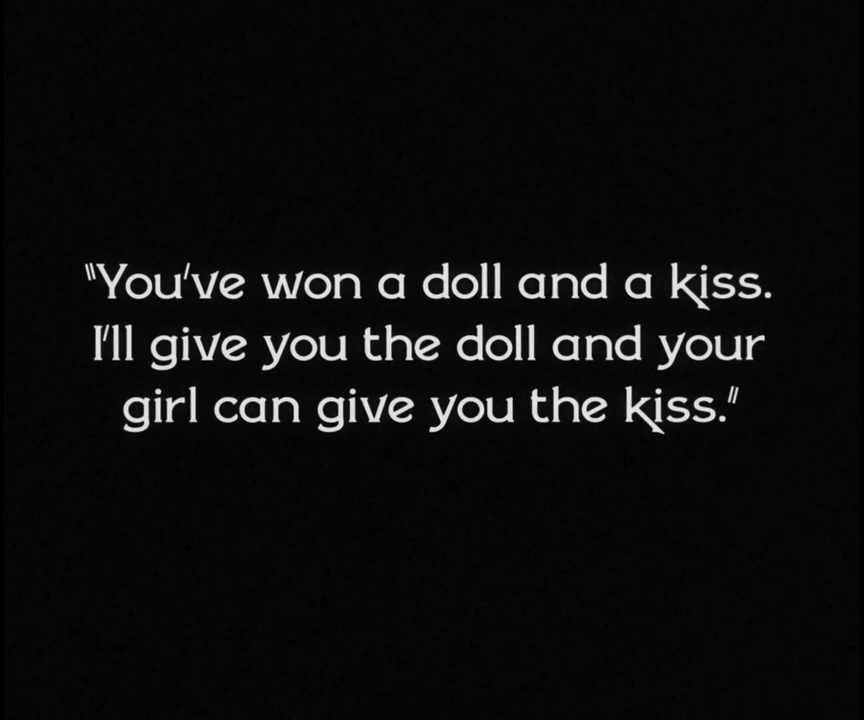 "You've won a doll and a kiss.
I'll give you the doll and your
girl can give you the kiss."